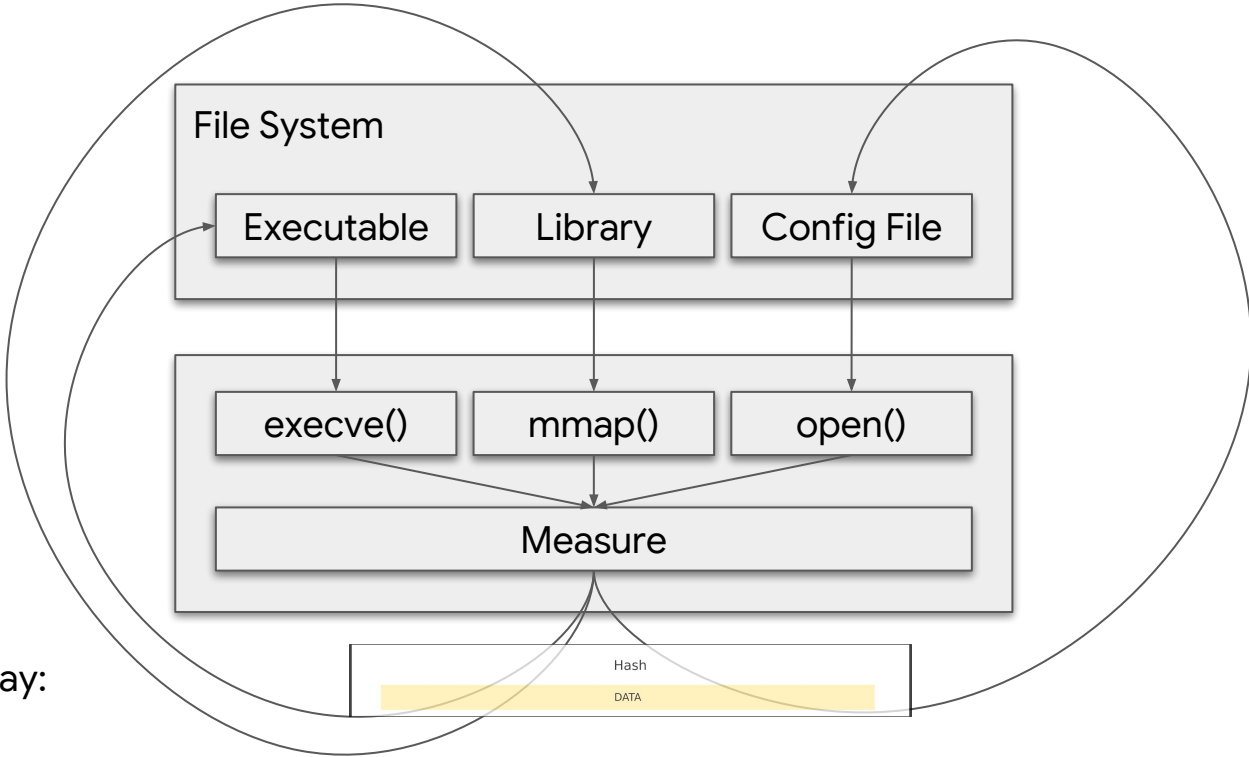 File System
Executable Library Config File
execve() mmap() open()
Measure
Hash
ay:
DATA